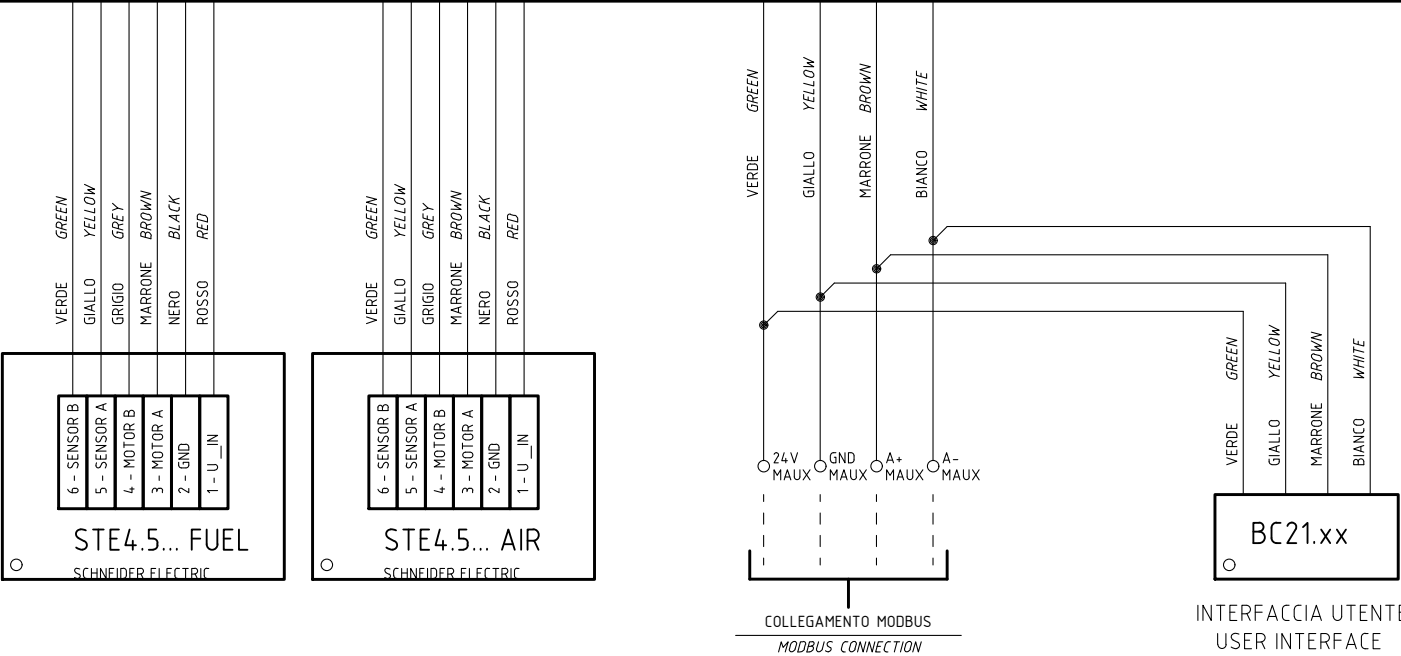 VERDE GREEN
GIALLO YELLOW
GRIGIO GREY
MARRONE BROWN
NERO BLACK
ROSSO RED
6 - SENSOR B
5 - SENSOR A
4 - MOTOR B
3 - MOTOR A
2 - GND
1 - U_IN
STE4.5... FUEL
SCHNEIDER ELECTRIC
VERDE GREEN
GIALLO YELLOW
GRIGIO GREY
MARRONE BROWN
NERO BLACK
ROSSO RED
6 - SENSOR B
5 - SENSOR A
4 - MOTOR B
3 - MOTOR A
2 - GND
1 - U_IN
STE4.5... AIR
SCHNEIDER ELECTRIC
VERDE GREEN
GIALLO YELLOW
MARRONE BROWN
BIANCO WHITE
24V
MAUX
GND
MAUX
A+
MAUX
A-
MAUX
COLLEGAMENTO MODBUS
MODBUS CONNECTION
VERDE GREEN
GIALLO YELLOW
MARRONE BROWN
BIANCO WHITE
BC21.xx
INTERFACCIA UTENTE
USER INTERFACE